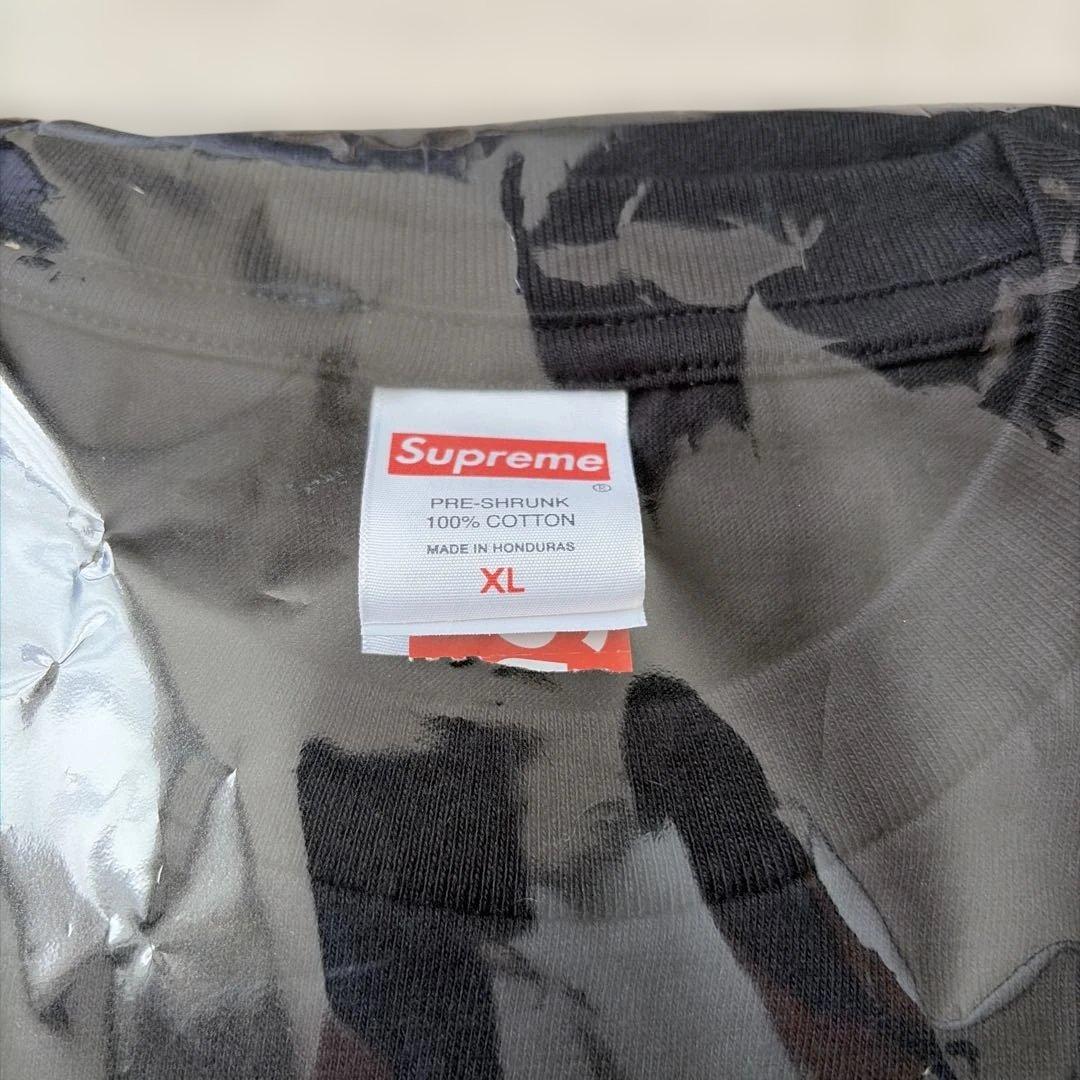 Supreme
®
PRE-SHRUNK
100% COTTON
MADE IN HONDURAS
XL